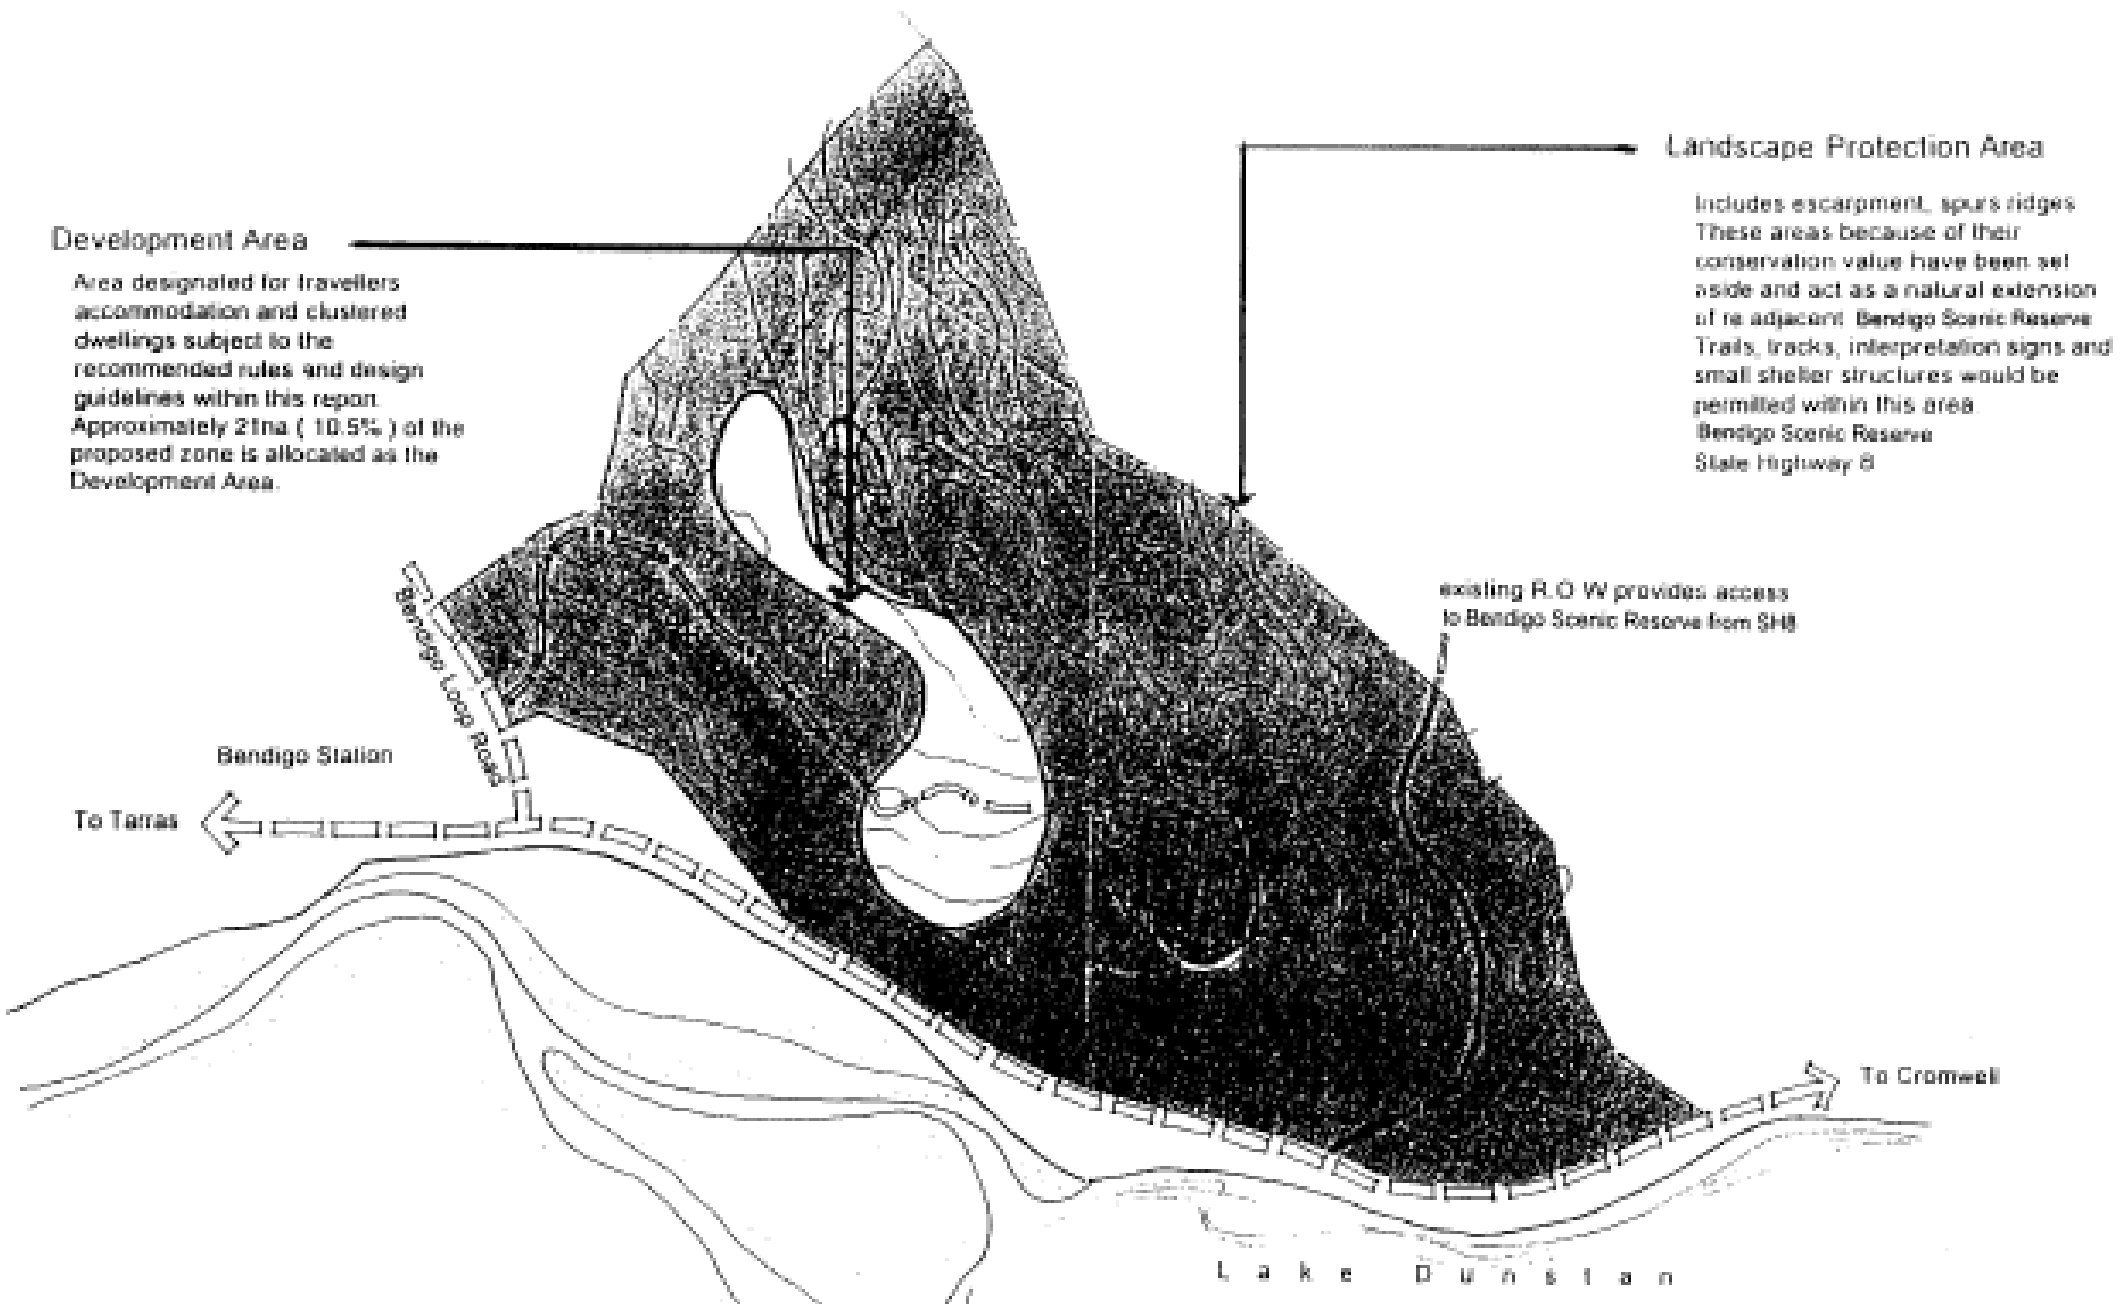 Development Area
Area designated for travellers
accommodation and clustered
dwellings subject to the
recommended rules and design
guidelines within this report
Approximately 21ha ( 10.5% ) of the
proposed zone is allocated as the
Development Area.
Landscape Protection Area
Includes escarpment, spurs ridges
These areas because of their
conservation value have been set
aside and act as a natural extension
of re adjacent Bendigo Scenic Reserve
Trails, tracks, interpretation signs and
small shelter structures would be
permitted within this area.
Bendigo Scenic Reserve
State Highway 8
existing R.O W provides access
to Bendigo Scenic Reserve from SH8
Bendigo Loop Road
Bendigo Station
To Tarras
To Cromwell
Lake Dunstan